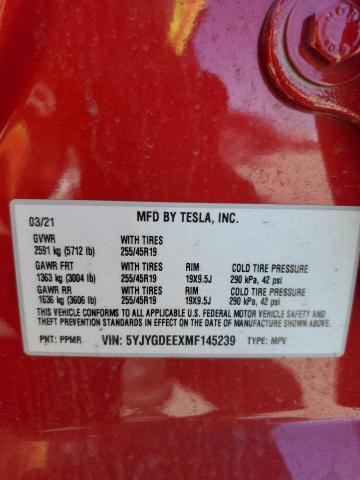 03/21 MFD BY TESLA, INC.
GVWR WITH TIRES
2591 kg (5712 lb) 255/45R19
GAWR FRT WITH TIRES RIM COLD TIRE PRESSURE
1363 kg (3004 lb) 255/45R19 19X9.5J 290 kPa, 42 psi
GAWR RR WITH TIRES RIM COLD TIRE PRESSURE
1636 kg (3606 lb) 255/45R19 19X9.5J 290 kPa, 42 psi
THIS VEHICLE CONFORMS TO ALL APPLICABLE U.S. FEDERAL MOTOR VEHICLE SAFETY AND
THEFT PREVENTION STANDARDS IN EFFECT ON THE DATE OF MANUFACTURE SHOWN ABOVE.
PNT: PPMR VIN: 5YJYGDEEXMF145239 TYPE: MPV